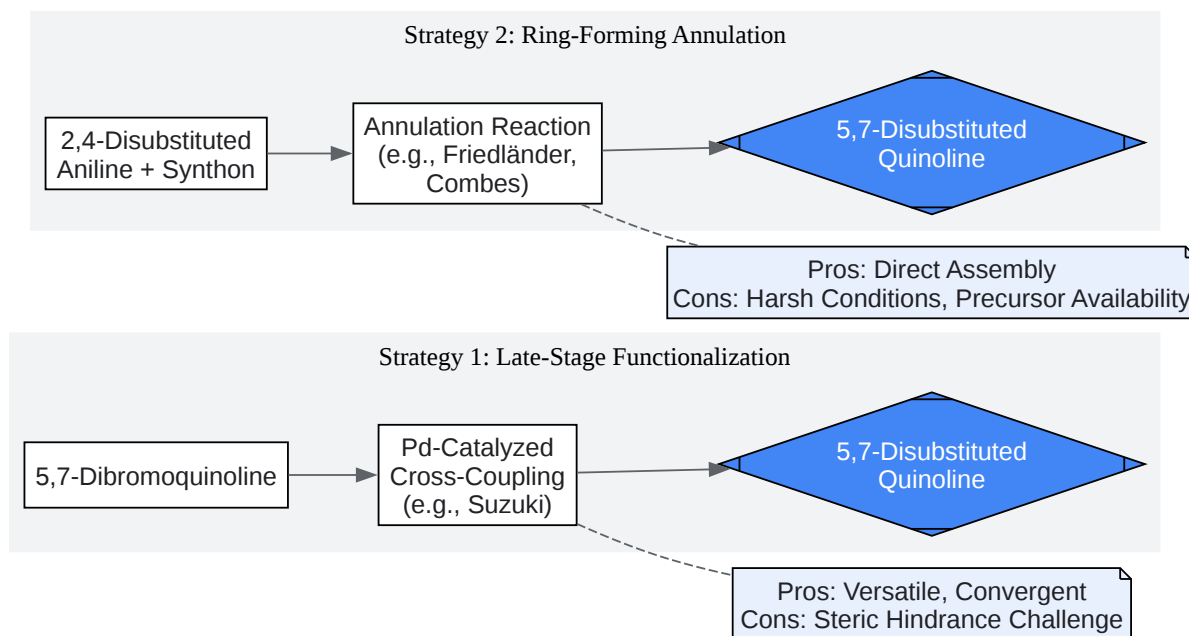 Strategy 2: Ring-Forming Annulation
2,4-Disubstituted
Aniline + Synthon
Annulation Reaction
(e.g., Friedländer,
Combes)
5,7-Disubstituted
Quinoline
Pros: Direct Assembly
Cons: Harsh Conditions, Precursor Availability
Strategy 1: Late-Stage Functionalization
5,7-Dibromoquinoline
Pd-Catalyzed
Cross-Coupling
(e.g., Suzuki)
5,7-Disubstituted
Quinoline
Pros: Versatile, Convergent
Cons: Steric Hindrance Challenge